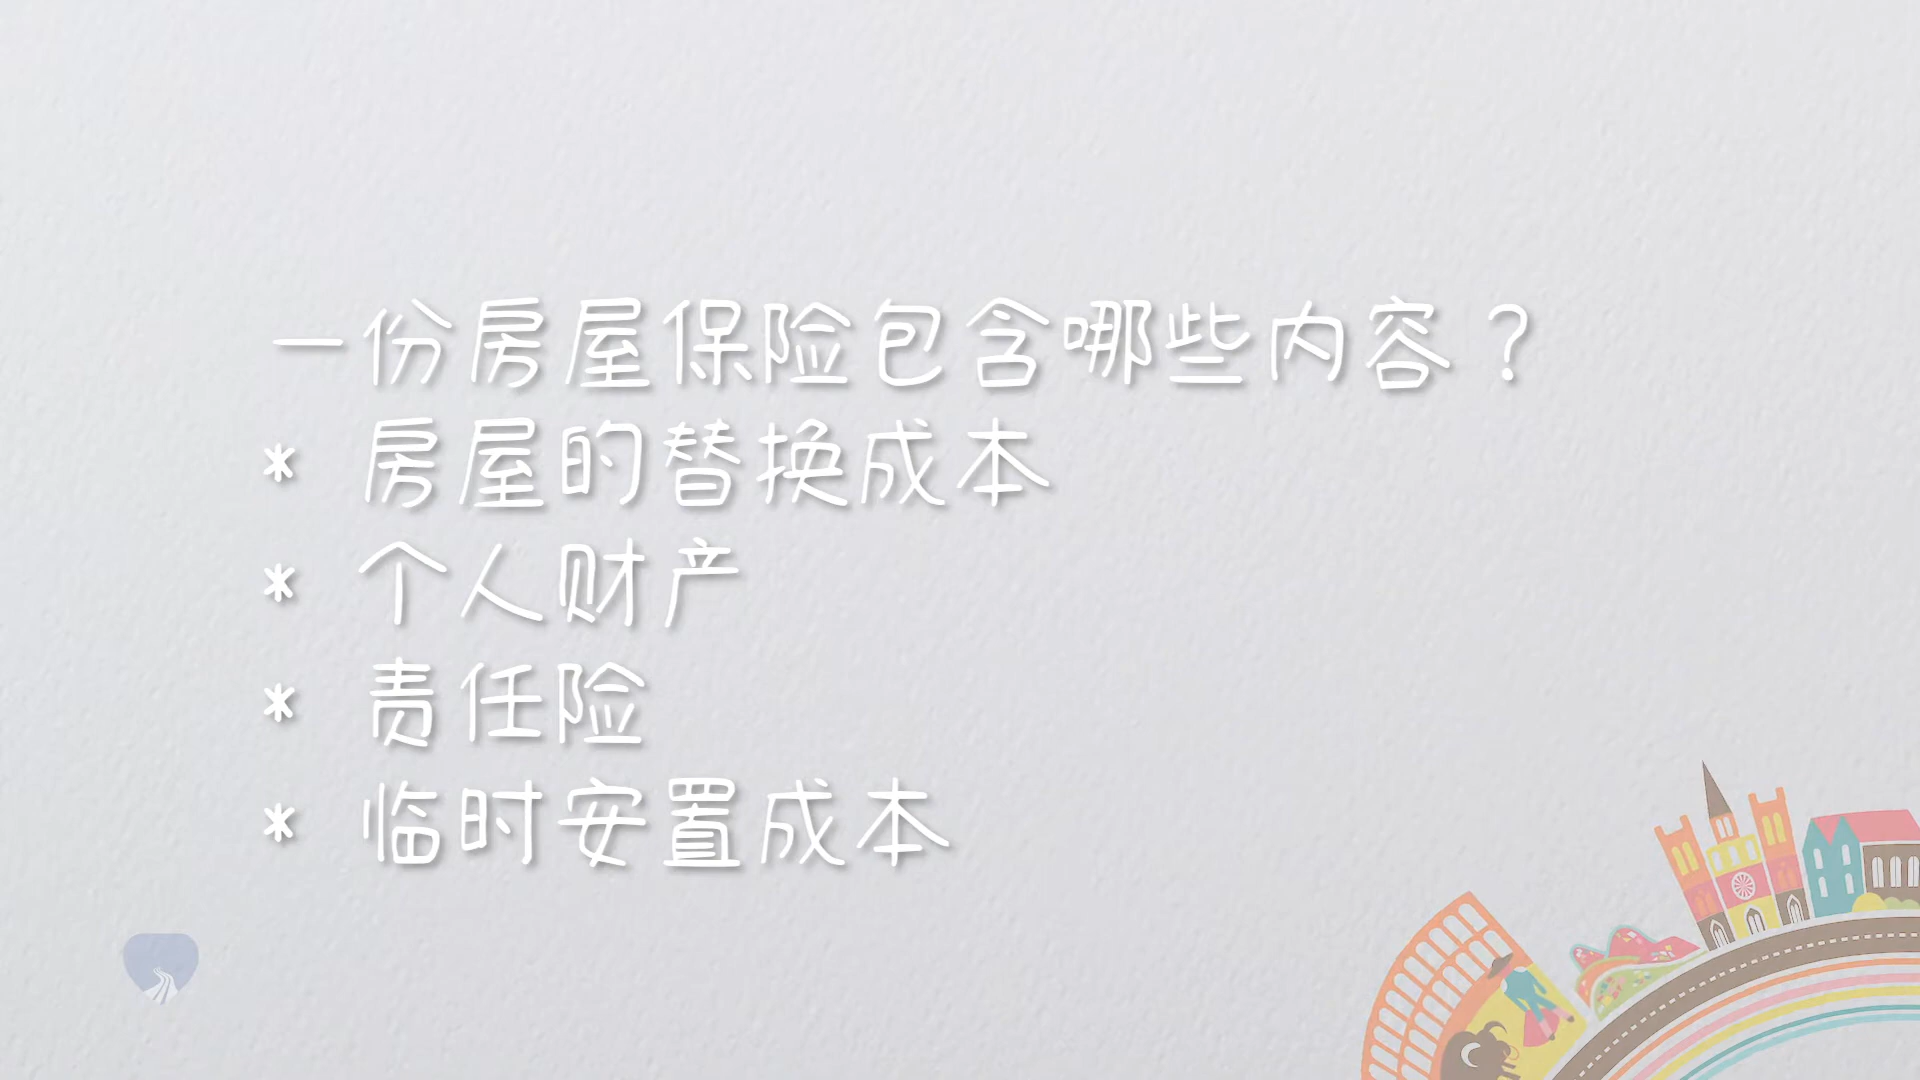 一份房屋保险包含哪些内容？
* 房屋的替换成本
* 个人财产
* 责任险
* 临时安置成本